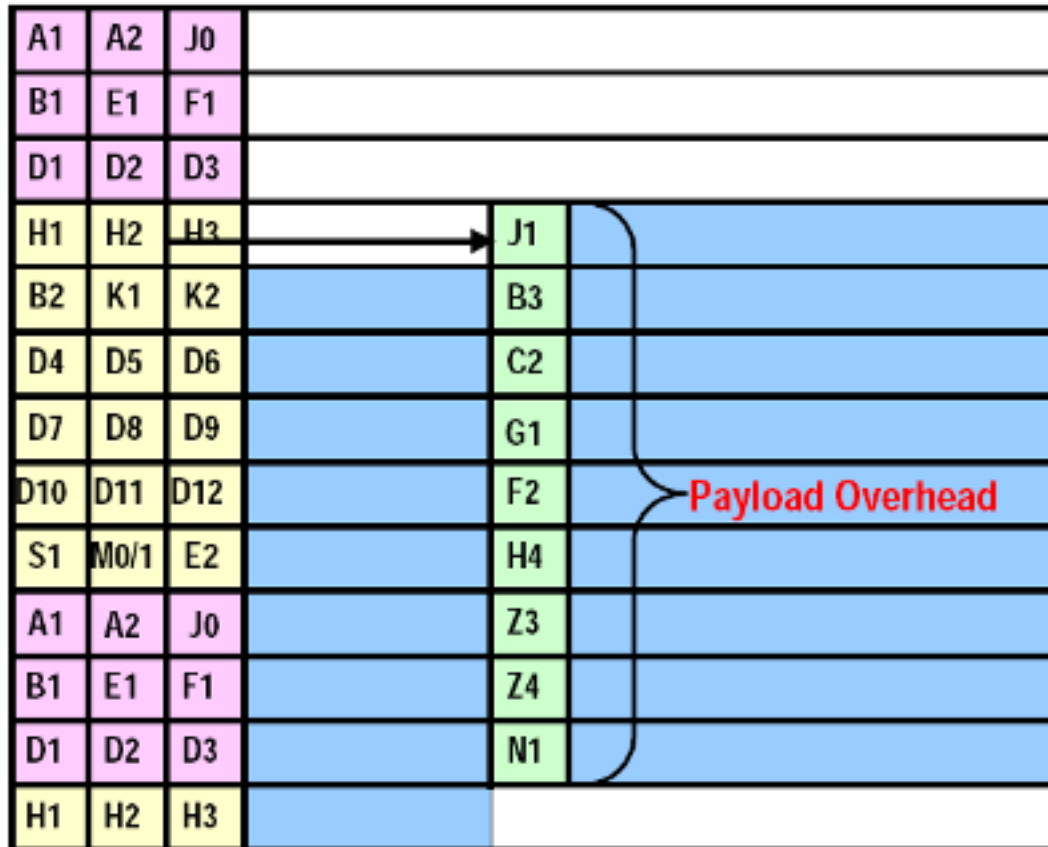 A1 A2 J0
B1 E1 F1
D1 D2 D3
H1 H2 H3 J1
B2 K1 K2 B3
D4 D5 D6 C2
D7 D8 D9 G1
D10 D11 D12 F2 Payload Overhead
S1 M0/1 E2 H4
A1 A2 J0 Z3
B1 E1 F1 Z4
D1 D2 D3 N1
H1 H2 H3